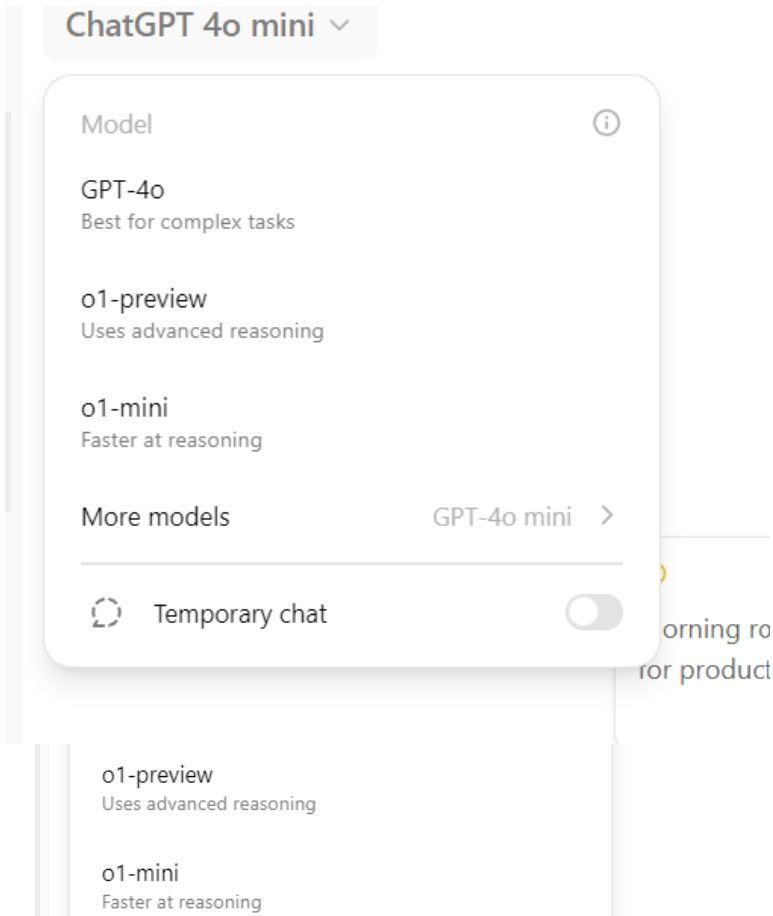 ChatGPT 4o mini
Model
GPT-4o
Best for complex tasks
o1-preview
Uses advanced reasoning
o1-mini
Faster at reasoning
More models GPT-4o mini
Temporary chat
orning ro
for product
o1-preview
Uses advanced reasoning
o1-mini
Faster at reasoning